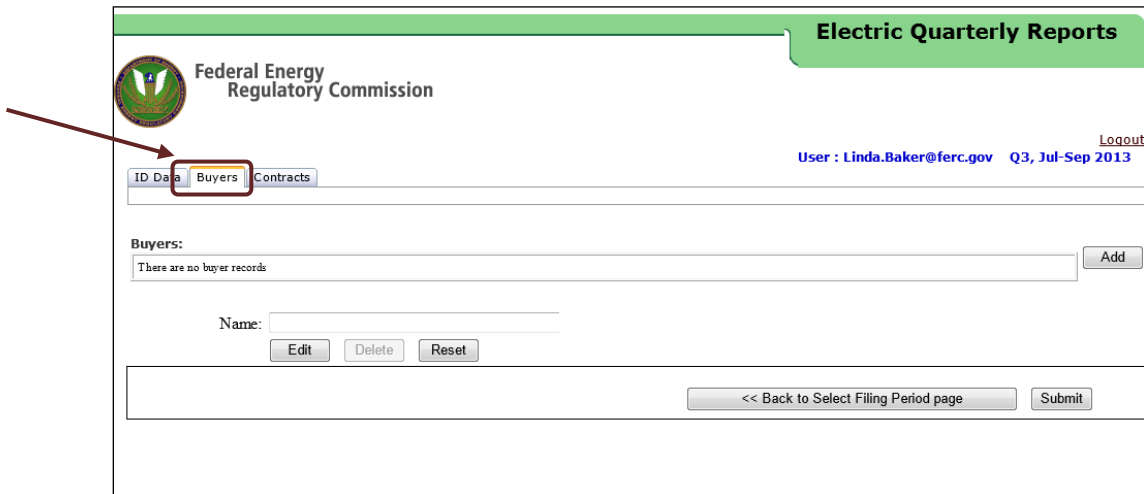 Electric Quarterly Reports
Federal Energy
Regulatory Commission
Logout
User : Linda.Baker@ferc.gov Q3, Jul-Sep 2013
ID Data Buyers Contracts
Buyers:
There are no buyer records
Add
Name:
Edit Delete Reset
<< Back to Select Filing Period page Submit